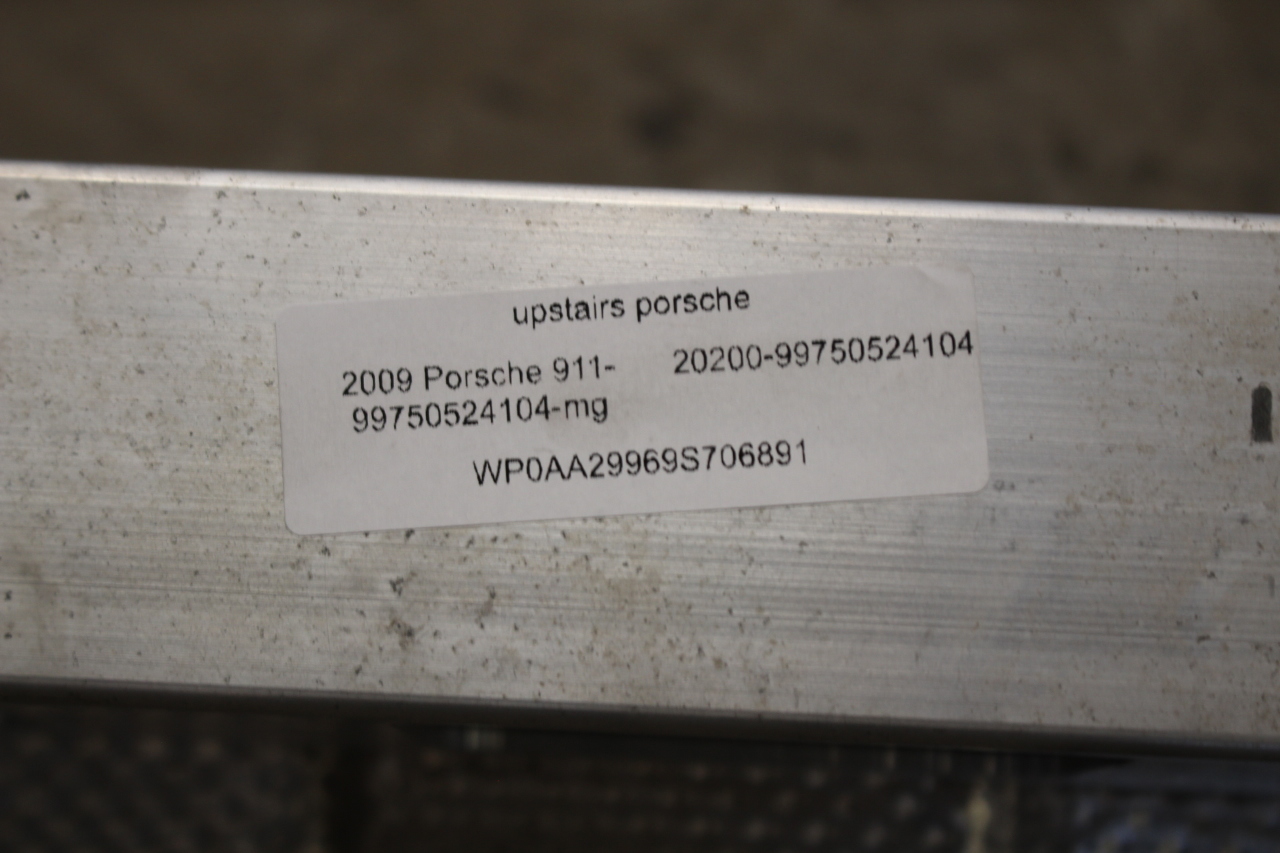 upstairs porsche
2009 Porsche 911- 20200-99750524104
99750524104-mg
WP0AA29969S706891